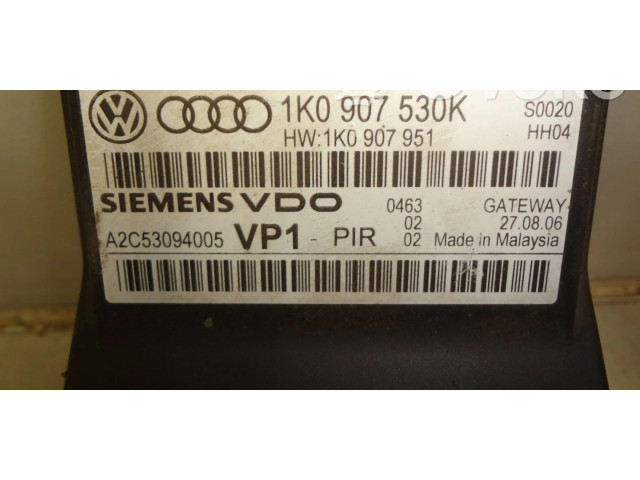 1K0 907 530K S0020
HW:1K0 907 951 HH04
SIEMENS VDO 0463 GATEWAY
02 27.08.06
A2C53094005 VP1 - PIR 02 Made in Malaysia